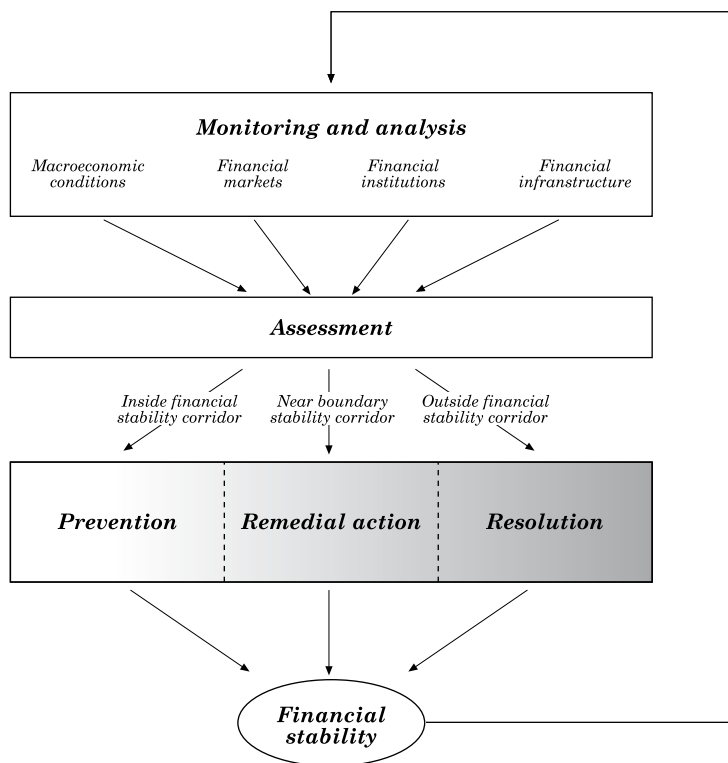 Monitoring and analysis
Macroeconomic
conditions
Financial
markets
Financial
institutions
Financial
infranstructure
Assessment
Inside financial
stability corridor
Near boundary
stability corridor
Outside financial
stability corridor
Prevention
Remedial action
Resolution
Financial
stability